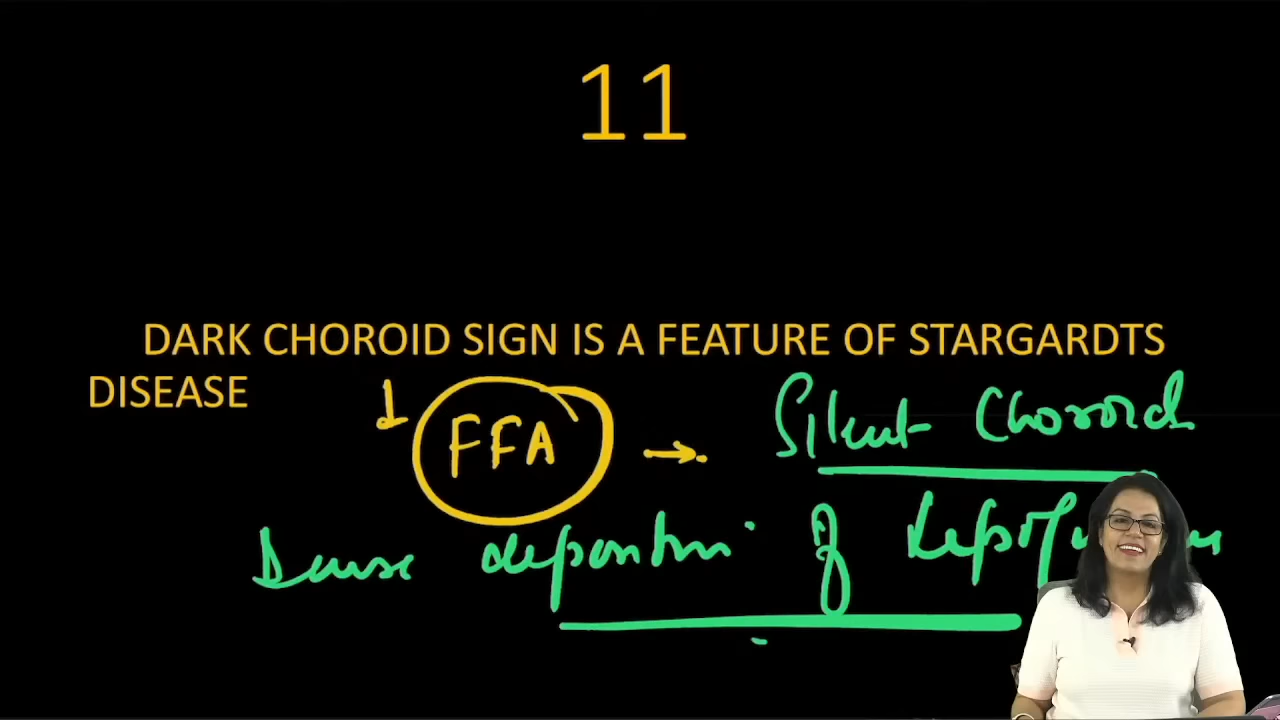 11
DARK CHOROID SIGN IS A FEATURE OF STARGARDTS
DISEASE
FFA → Silent Choroid
Dense deposition of